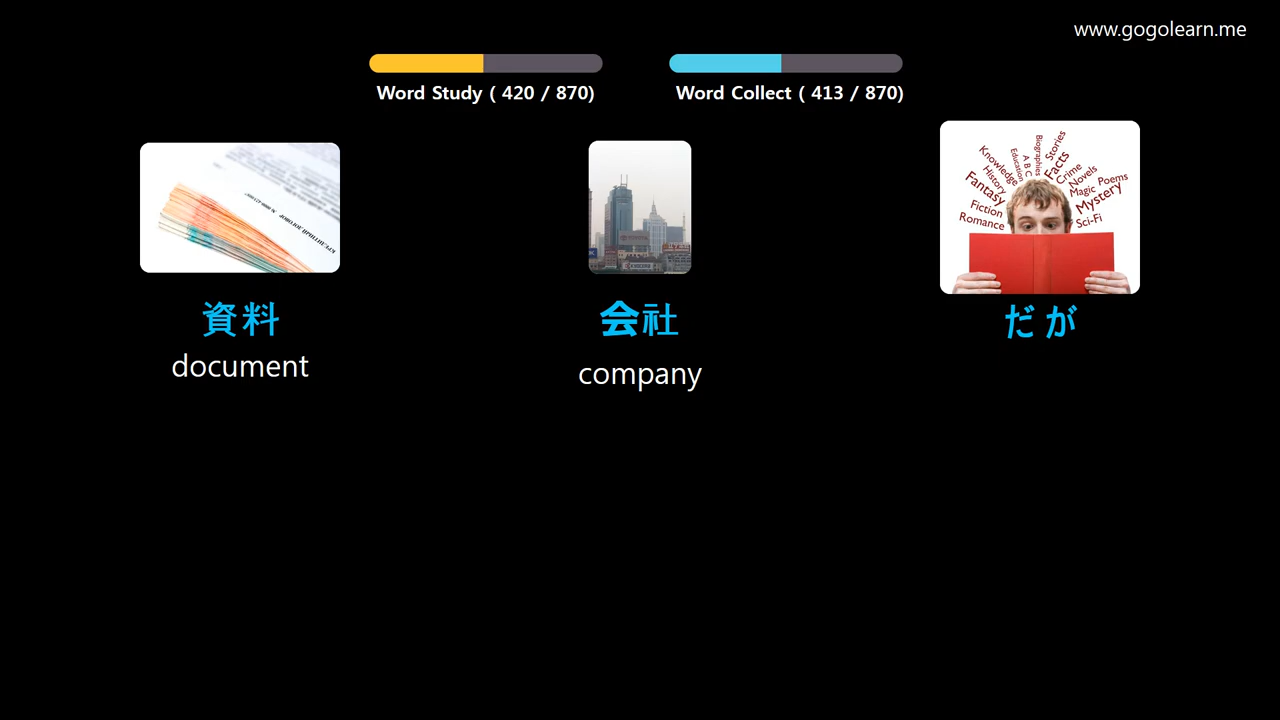 www.gogolearn.me
Word Study ( 420 / 870)
Word Collect ( 413 / 870)
Knowledge
History
Fantasy
Fiction
Romance
Education
A B C
Biographies
Stories
Facts
Crime
Novels
Magic
Poems
Mystery
Sci-Fi
資料
document
会社
company
だが